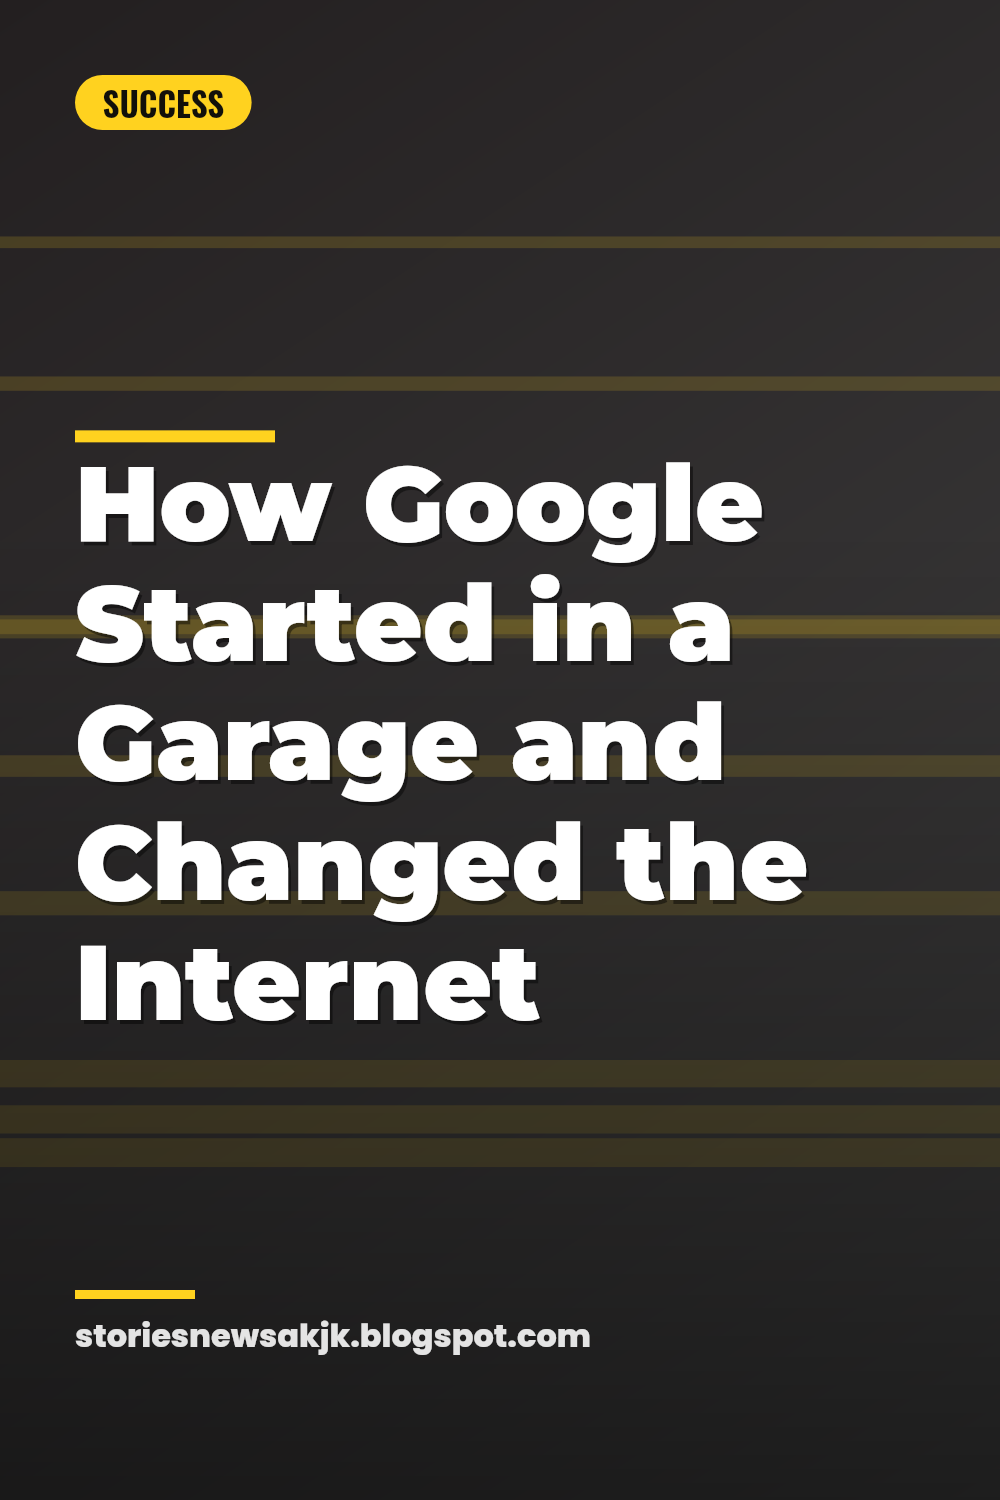 SUCCESS
How Google
Started in a
Garage and
Changed the
Internet
storiesnewsakjk.blogspot.com